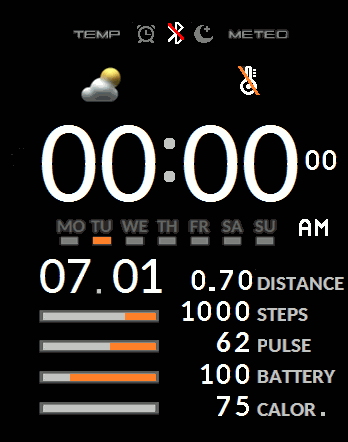 TEMP METEO
00:00 00
MO TU WE TH FR SA SU AM
07.01 0.70 DISTANCE
1000 STEPS
62 PULSE
100 BATTERY
75 CALOR.